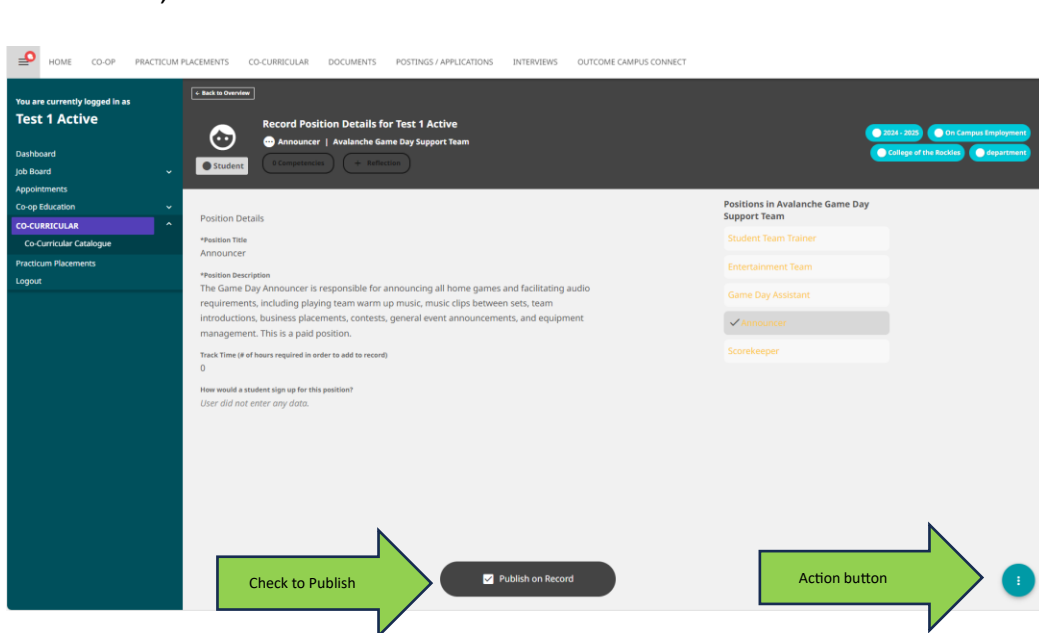 HOME CO-OP PRACTICUM PLACEMENTS CO-CURRICULAR DOCUMENTS POSTINGS / APPLICATIONS INTERVIEWS OUTCOME CAMPUS CONNECT
You are currently logged in as
Test 1 Active
Dashboard
Job Board
Appointments
Co-op Education
CO-CURRICULAR
Co-Curricular Catalogue
Practicum Placements
Logout
← Back to Overview
Record Position Details for Test 1 Active
Announcer | Avalanche Game Day Support Team
Student
0 Competencies
+ Reflection
2024 - 2025
On Campus Employment
College of the Rockies
department
Position Details
*Position Title
Announcer
*Position Description
The Game Day Announcer is responsible for announcing all home games and facilitating audio
requirements, including playing team warm up music, music clips between sets, team
introductions, business placements, contests, general event announcements, and equipment
management. This is a paid position.
Track Time (# of hours required in order to add to record)
0
How would a student sign up for this position?
User did not enter any data.
Positions in Avalanche Game Day
Support Team
Student Team Trainer
Entertainment Team
Game Day Assistant
Announcer
Scorekeeper
Check to Publish
Publish on Record
Action button